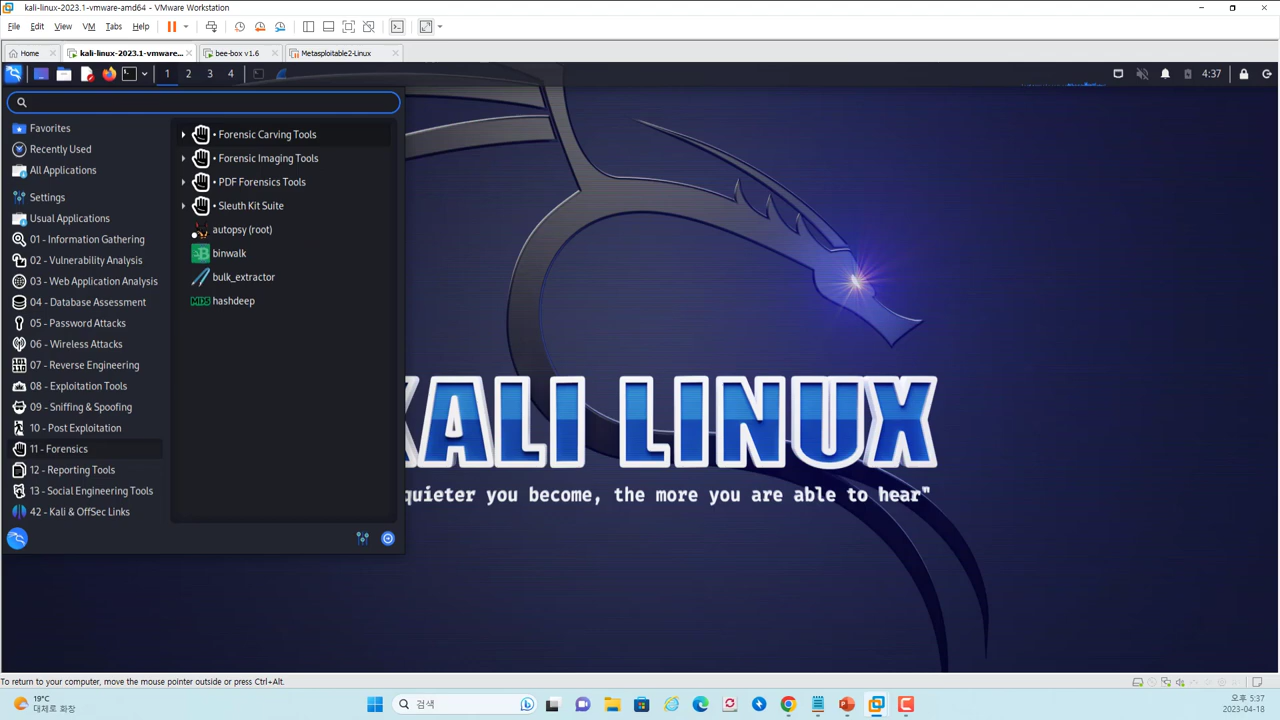 kali-linux-2023.1-vmware-amd64 - VMware Workstation
File Edit View VM Tabs Help
Home kali-linux-2023.1-vmware... bee-box v1.6 Metasploitable2-Linux
1 2 3 4 4:37
Favorites
Recently Used
All Applications
Settings
Usual Applications
01 - Information Gathering
02 - Vulnerability Analysis
03 - Web Application Analysis
04 - Database Assessment
05 - Password Attacks
06 - Wireless Attacks
07 - Reverse Engineering
08 - Exploitation Tools
09 - Sniffing & Spoofing
10 - Post Exploitation
11 - Forensics
12 - Reporting Tools
13 - Social Engineering Tools
42 - Kali & OffSec Links
• Forensic Carving Tools
• Forensic Imaging Tools
• PDF Forensics Tools
• Sleuth Kit Suite
autopsy (root)
binwalk
bulk_extractor
MD5 hashdeep
KALI LINUX
quieter you become, the more you are able to hear"
To return to your computer, move the mouse pointer outside or press Ctrl+Alt.
19°C
대체로 화창
검색
오후 5:37
2023-04-18